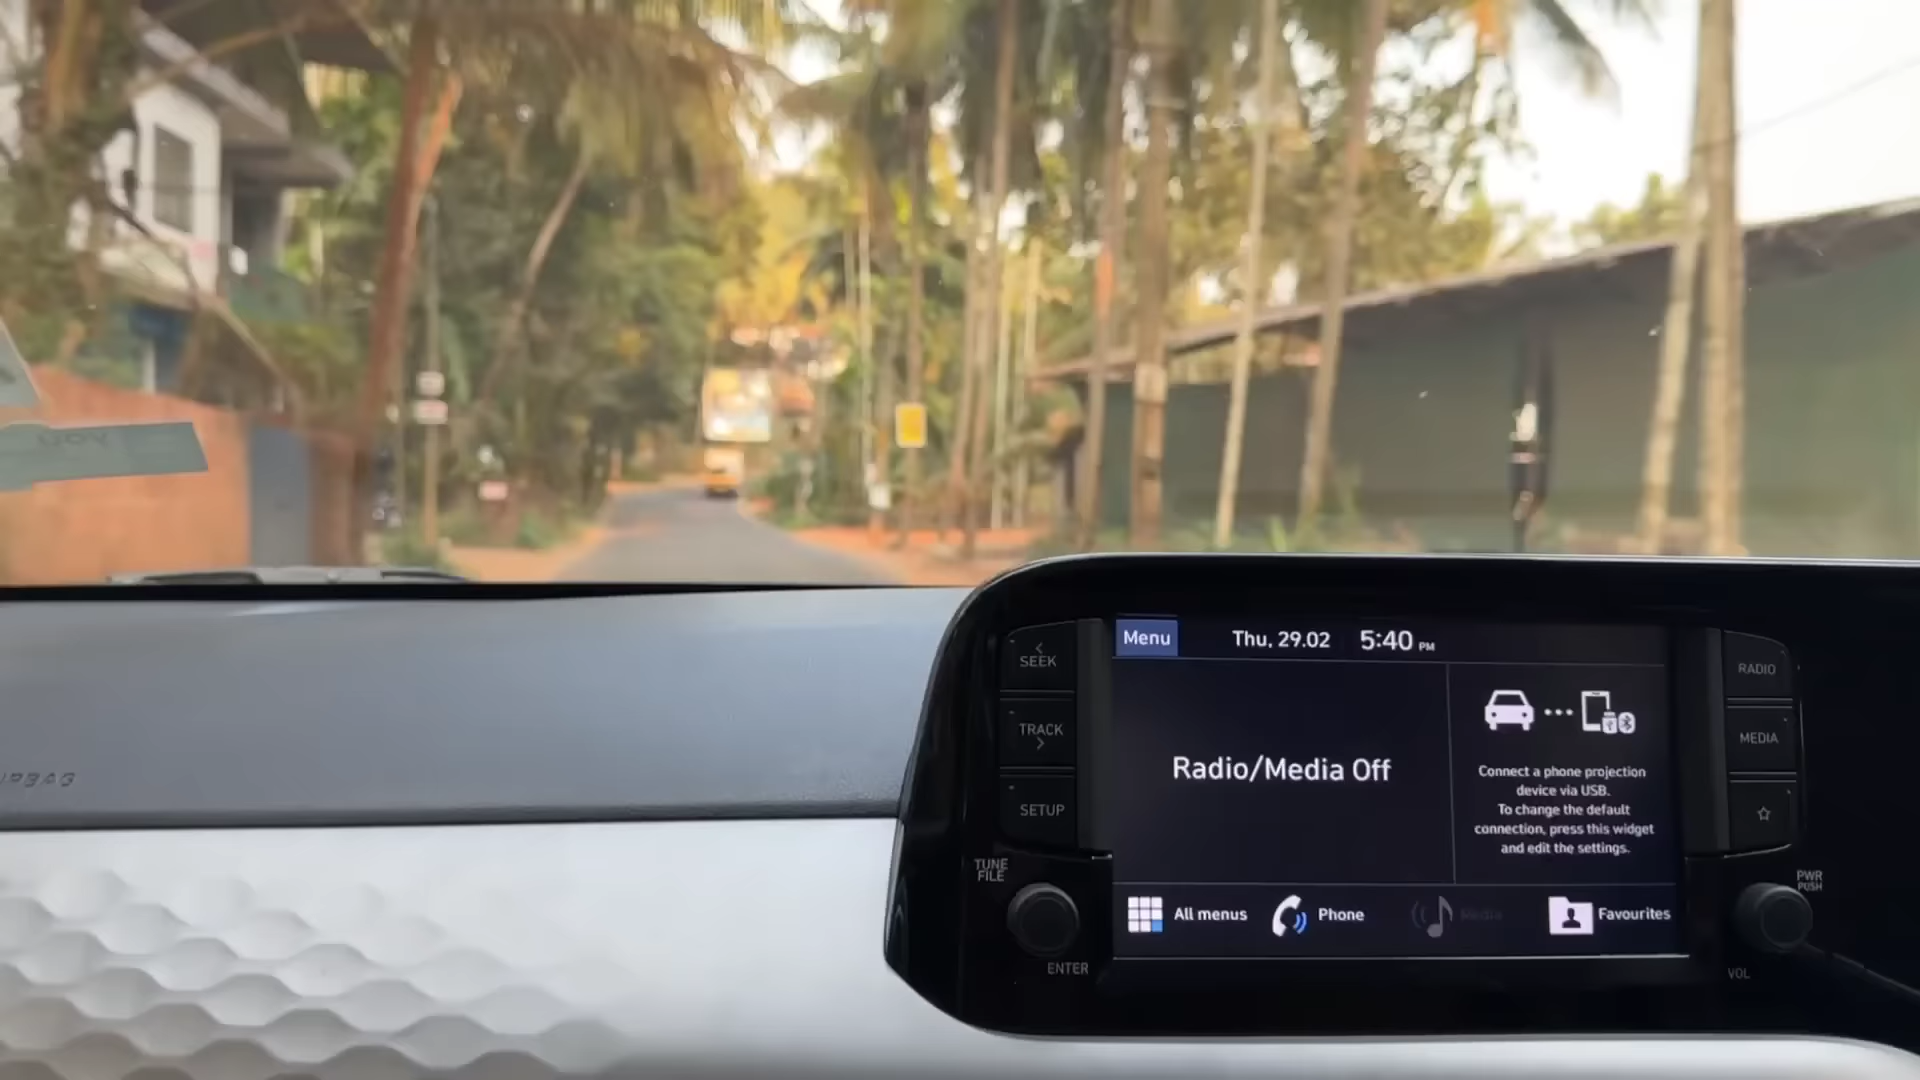 SEEK
TRACK
SETUP
TUNE
FILE
ENTER
Menu
Thu, 29.02 5:40 PM
Radio/Media Off
Connect a phone projection
device via USB.
To change the default
connection, press this widget
and edit the settings.
All menus
Phone
Media
Favourites
RADIO
MEDIA
PWR
PUSH
VOL